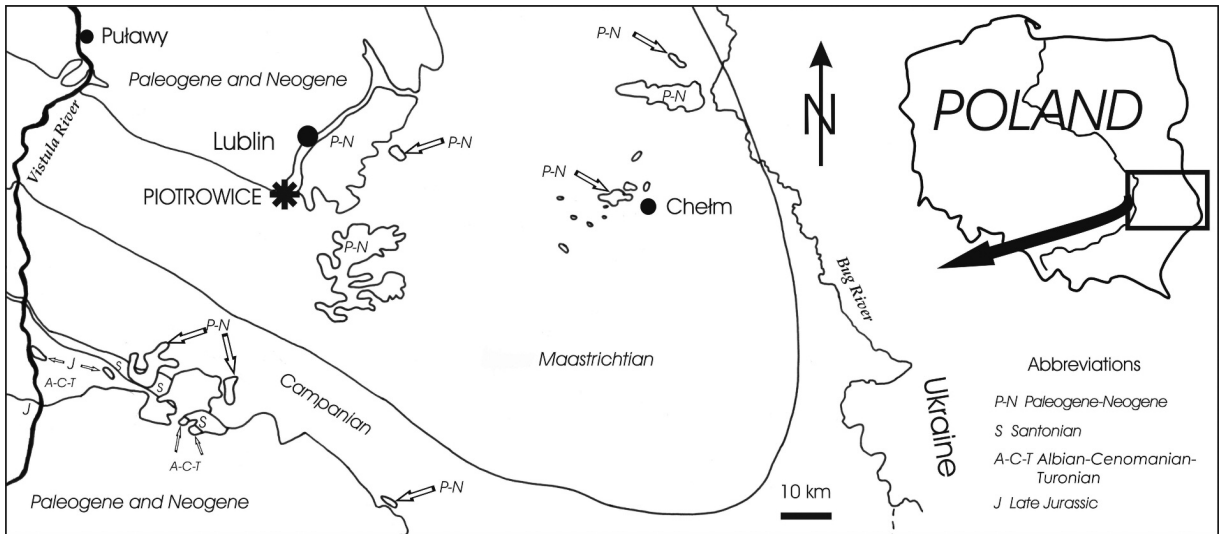 Puławy
Paleogene and Neogene
Vistula River
Lublin
P-N
P-N
PIOTROWICE
P-N
P-N
P-N
P-N
Chełm
N
POLAND
Bug River
P-N
J
S
S
A-C-T
J
S
A-C-T
Campanian
Maastrichtian
Paleogene and Neogene
P-N
10 km
Ukraine
Abbreviations
P-N Paleogene-Neogene
S Santonian
A-C-T Albian-Cenomanian-
Turonian
J Late Jurassic